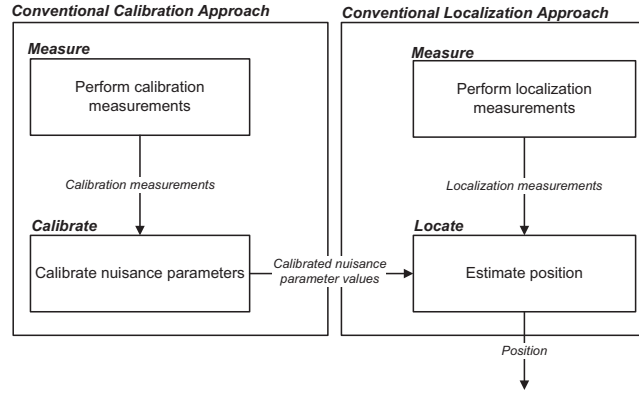 Conventional Calibration Approach
Measure
Perform calibration
measurements
Calibration measurements
Calibrate
Calibrate nuisance parameters
Calibrated nuisance
parameter values
Conventional Localization Approach
Measure
Perform localization
measurements
Localization measurements
Locate
Estimate position
Position